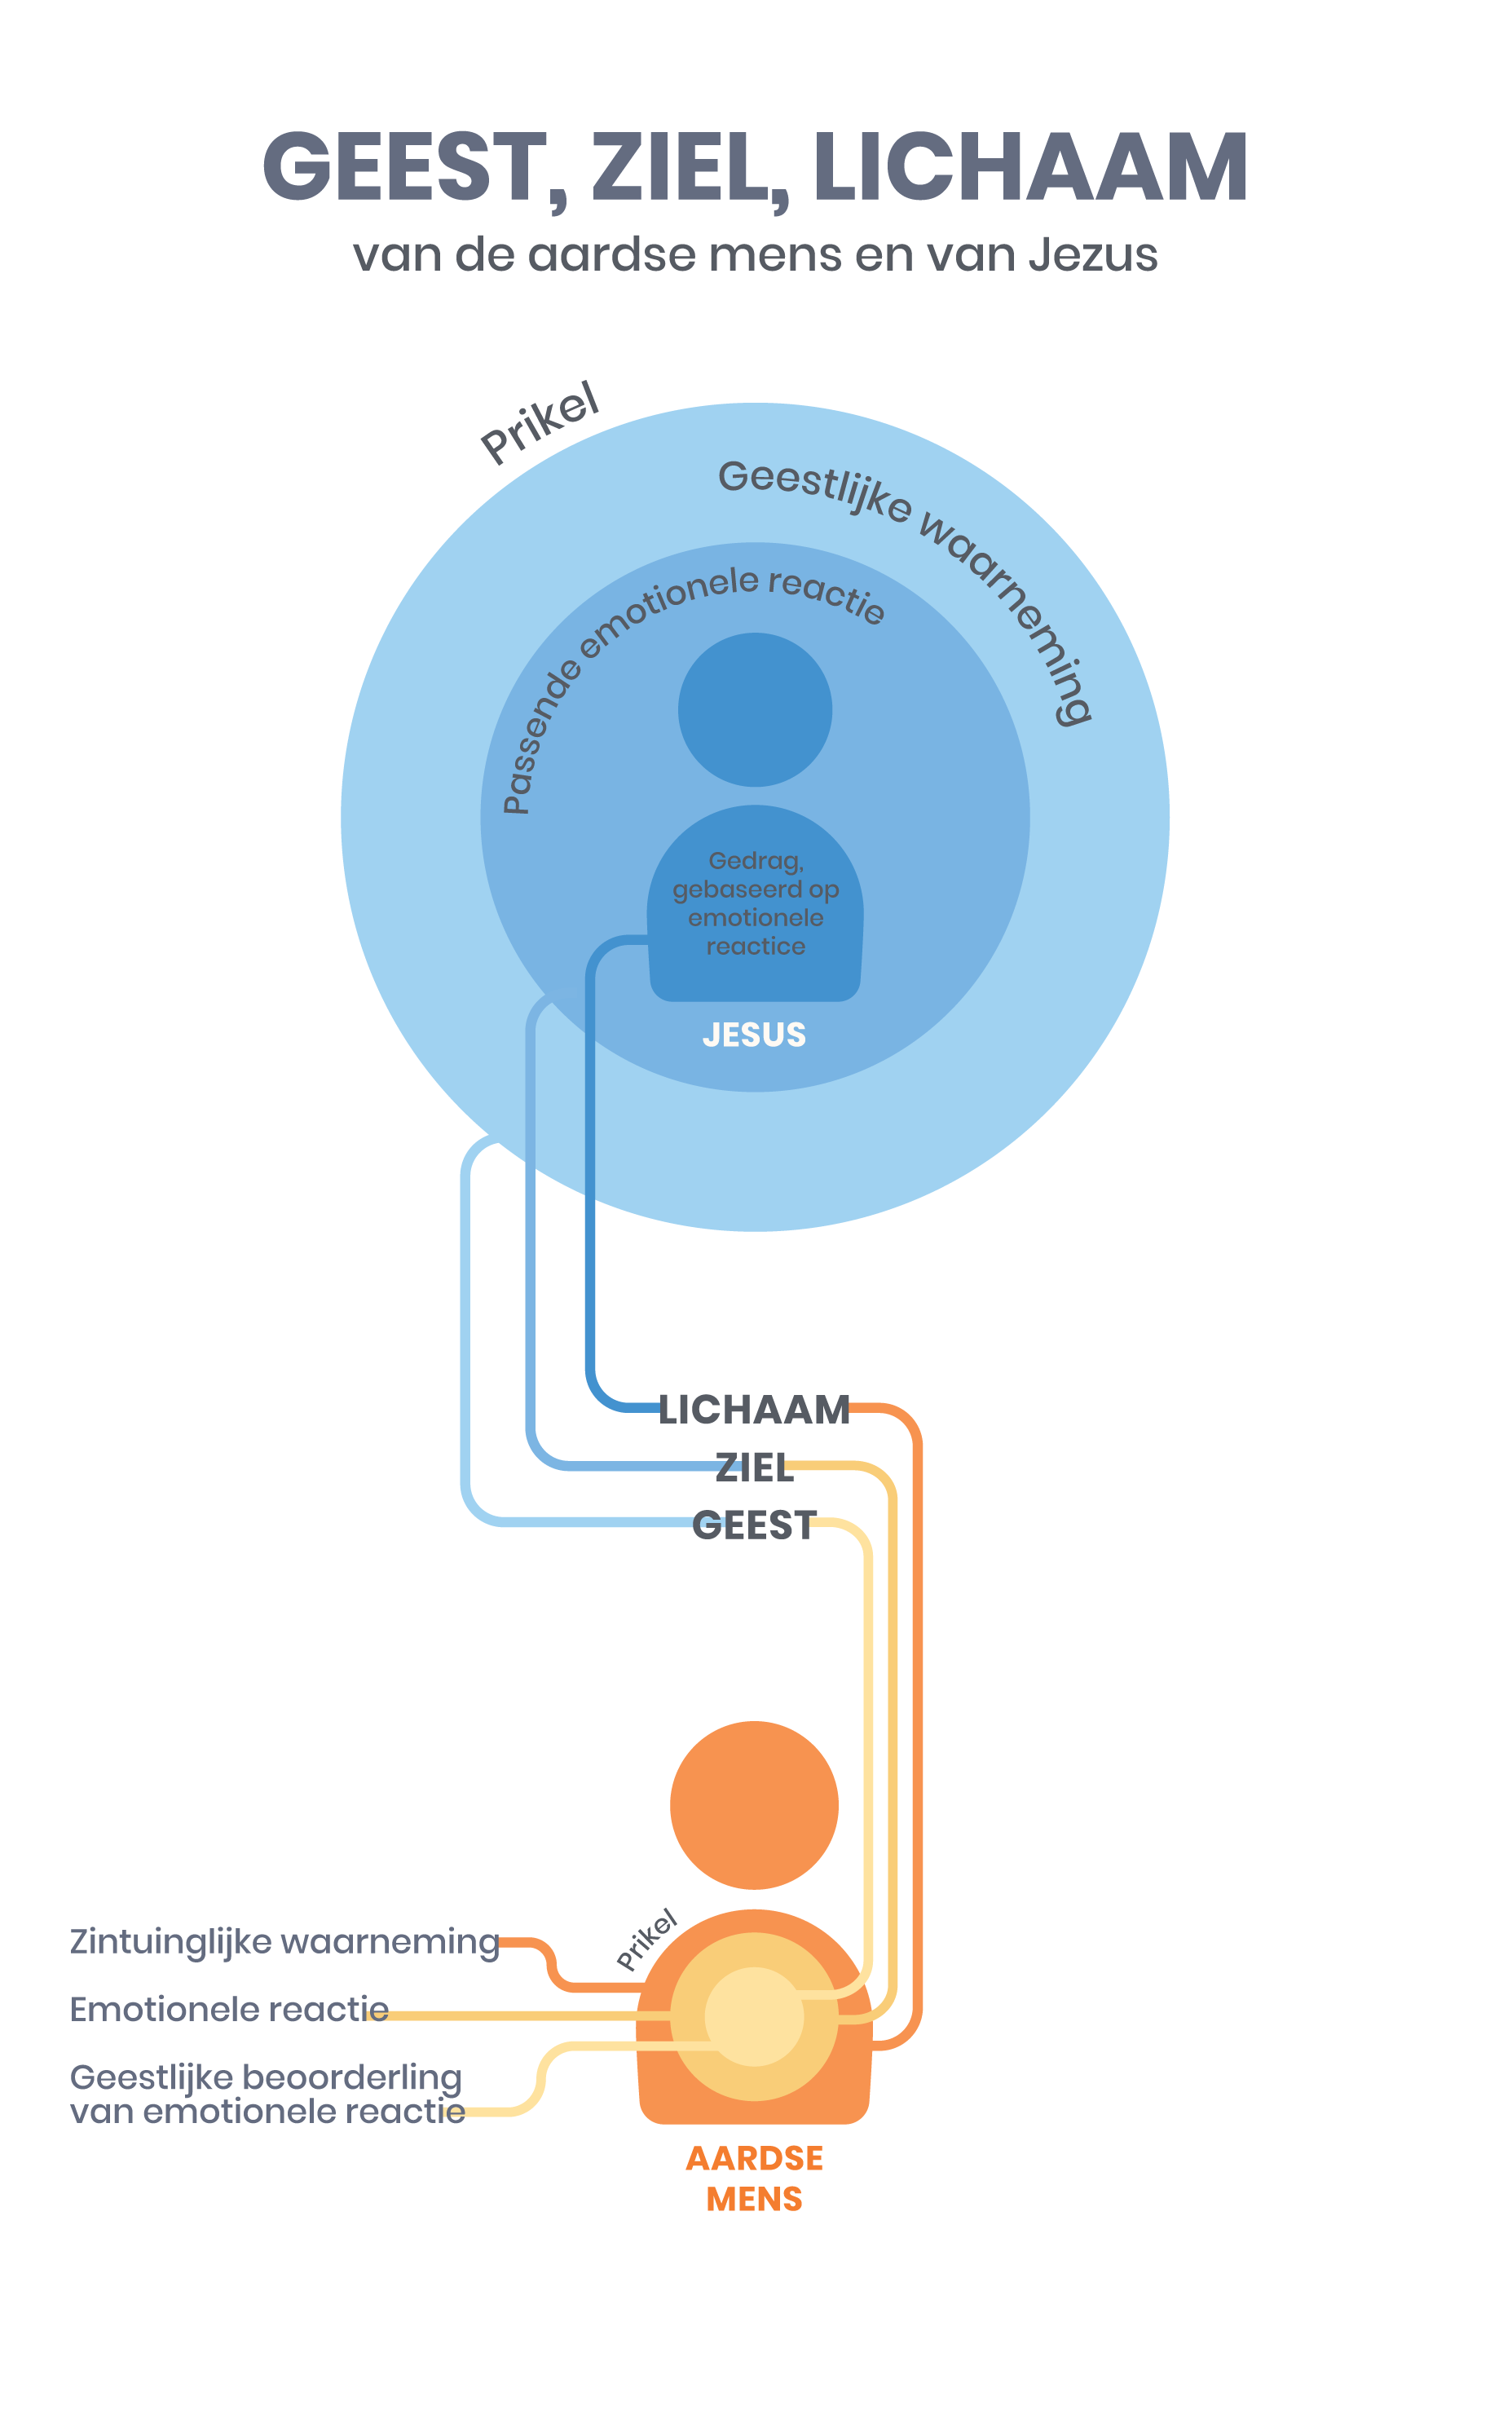 GEEST, ZIEL, LICHAAM
van de aardse mens en van Jezus
Prikel
Geestlijke waarneming
Passende emotionele reactie
Gedrag,
gebaseerd op
emotionele
reactice
JESUS
LICHAAM
ZIEL
GEEST
Prikel
Zintuinglijke waarneming
Emotionele reactie
Geestlijke beoorderling
van emotionele reactie
AARDSE
MENS